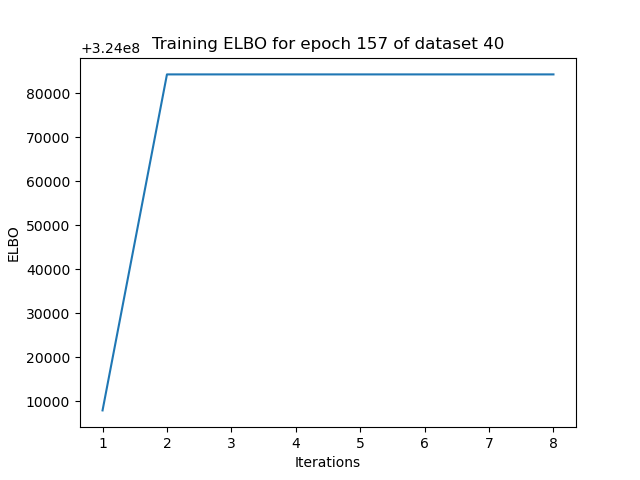 Training ELBO for epoch 157 of dataset 40
+3.24e8
80000
70000
60000
50000
40000
30000
20000
10000
ELBO
1 2 3 4 5 6 7 8
Iterations